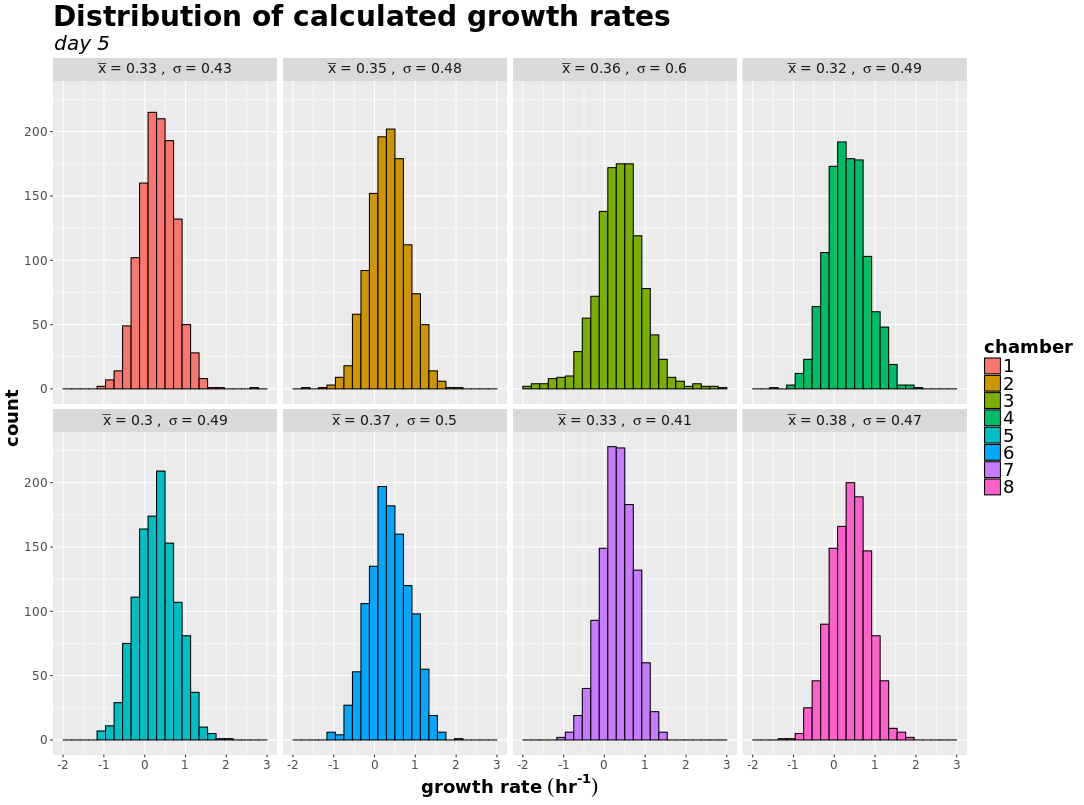 Distribution of calculated growth rates
day 5
x̅ = 0.33 , σ = 0.43
x̅ = 0.35 , σ = 0.48
x̅ = 0.36 , σ = 0.6
x̅ = 0.32 , σ = 0.49
200
150
100
50
0
x̅ = 0.3 , σ = 0.49
x̅ = 0.37 , σ = 0.5
x̅ = 0.33 , σ = 0.41
x̅ = 0.38 , σ = 0.47
200
150
100
50
0
-2 -1 0 1 2 3
-2 -1 0 1 2 3
-2 -1 0 1 2 3
-2 -1 0 1 2 3
growth rate (hr⁻¹)
count
chamber
1
2
3
4
5
6
7
8